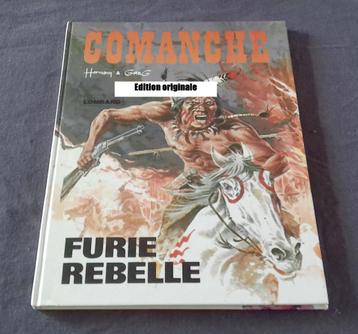 COMANCHE
Hermann & GREG
Edition originale
LOMBARD
FURIE
REBELLE